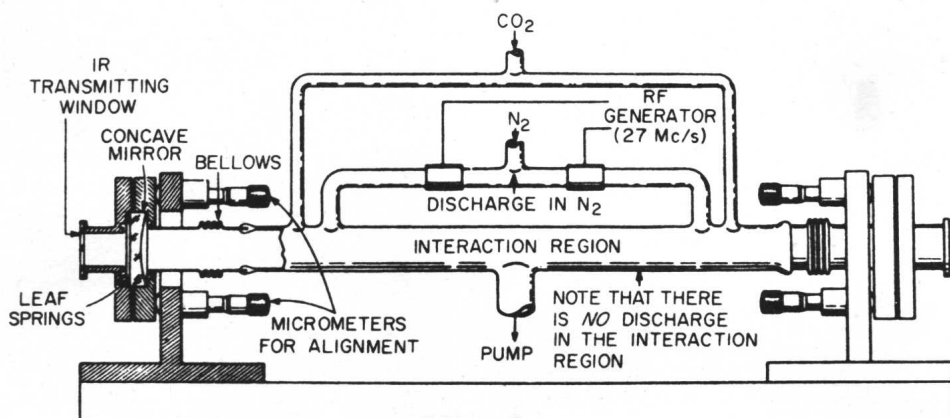 CO2
IR
TRANSMITTING
WINDOW
CONCAVE
MIRROR
BELLOWS
N2
RF
GENERATOR
(27 Mc/s)
DISCHARGE IN N2
INTERACTION REGION
LEAF
SPRINGS
MICROMETERS
FOR ALIGNMENT
PUMP
NOTE THAT THERE
IS NO DISCHARGE
IN THE INTERACTION
REGION